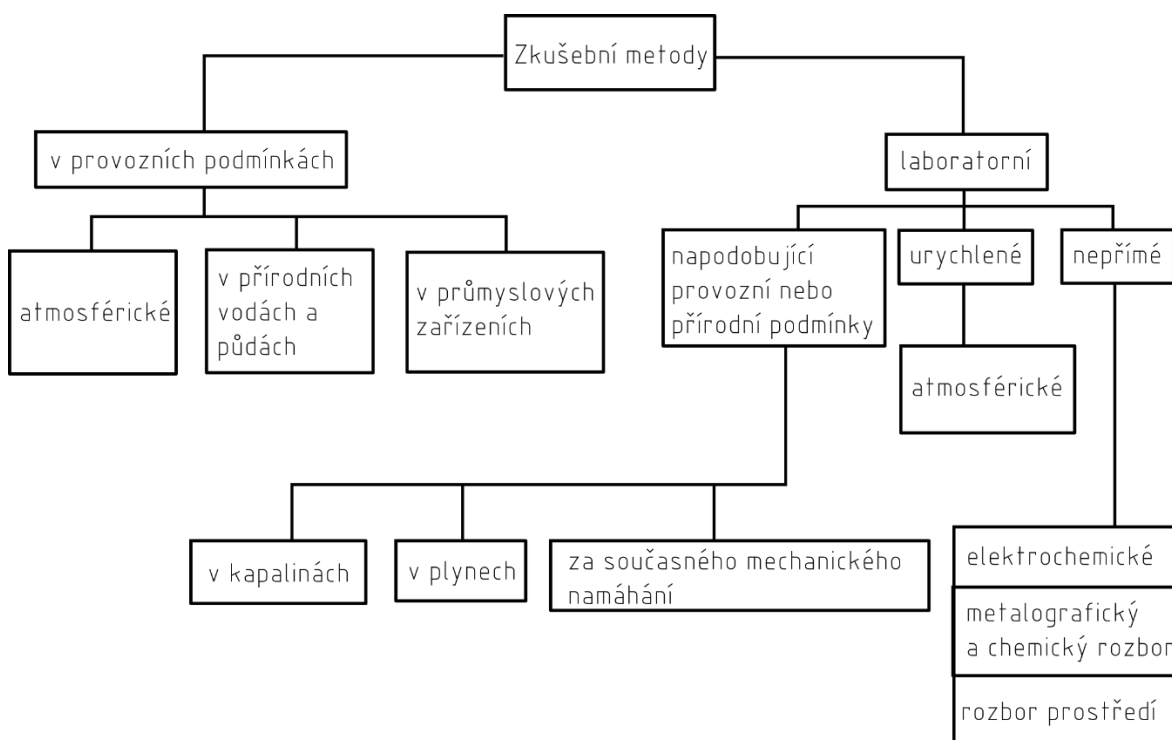 Zkušební metody
v provozních podmínkách
laboratorní
atmosférické
v přírodních
vodách a
půdách
v průmyslových
zařízeních
napodobující
provozní nebo
přírodní podmínky
urychlené
nepřímé
atmosférické
v kapalinách
v plynech
za současného mechanického
namáhání
elektrochemické
metalografický
a chemický rozbor
rozbor prostředí